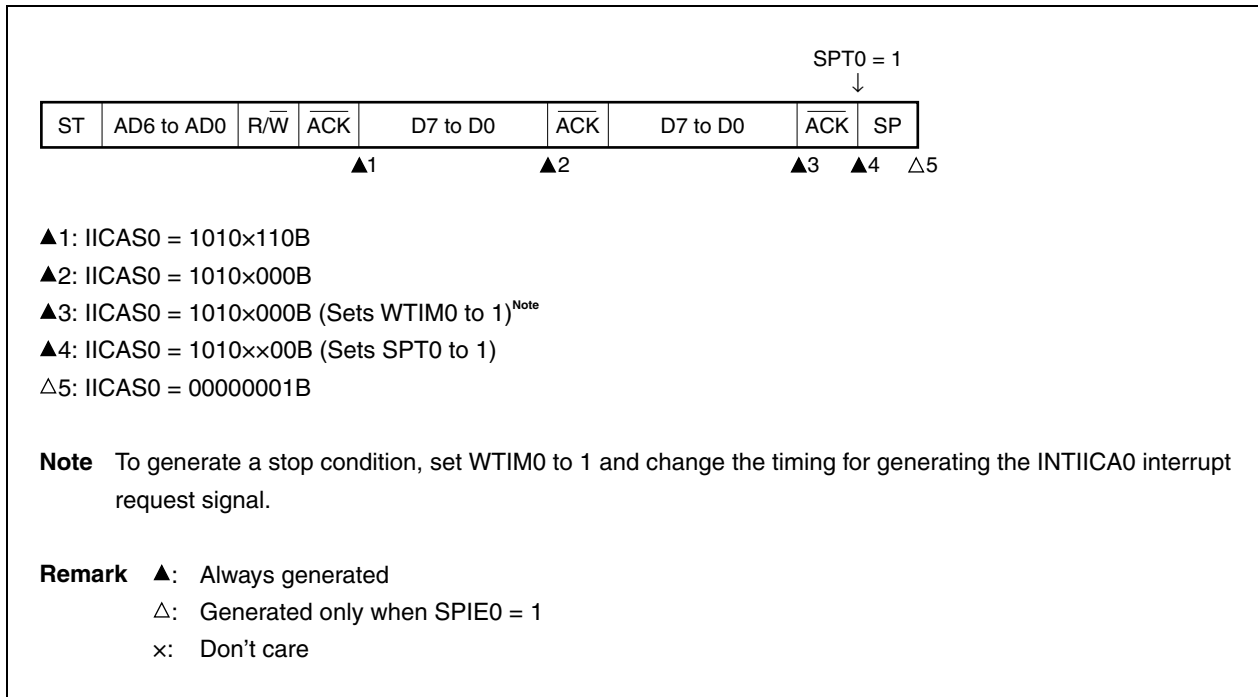 SPT0 = 1
↓
ST AD6 to AD0 R/W̅ A̅C̅K̅ D7 to D0 A̅C̅K̅ D7 to D0 A̅C̅K̅ SP
▲1 ▲2 ▲3 ▲4 △5
▲1: IICAS0 = 1010×110B
▲2: IICAS0 = 1010×000B
▲3: IICAS0 = 1010×000B (Sets WTIM0 to 1)Note
▲4: IICAS0 = 1010××00B (Sets SPT0 to 1)
△5: IICAS0 = 00000001B
Note To generate a stop condition, set WTIM0 to 1 and change the timing for generating the INTIICA0 interrupt
request signal.
Remark ▲: Always generated
△: Generated only when SPIE0 = 1
×: Don't care